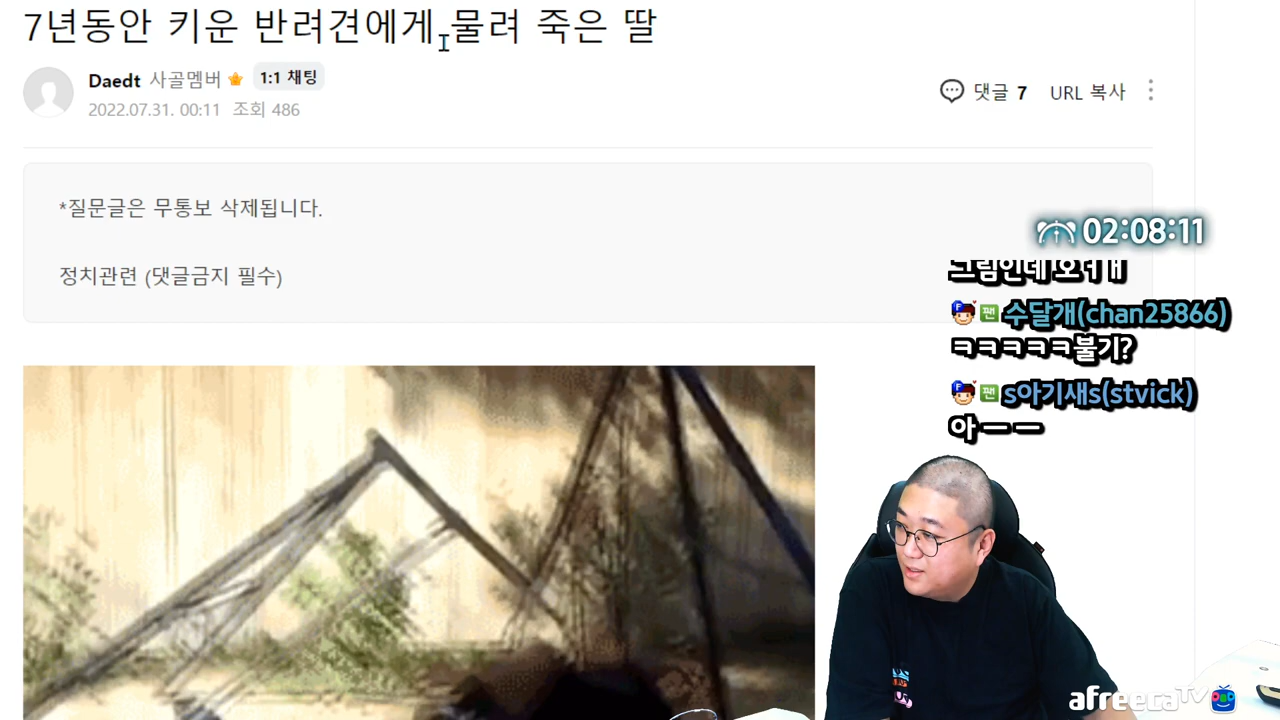 7년동안 키운 반려견에게 물려 죽은 딸
Daedt 사골멤버 1:1 채팅
2022.07.31. 00:11 조회 486
댓글 7 URL 복사
*질문글은 무통보 삭제됩니다.
정치관련 (댓글금지 필수)
02:08:11
수달개(chan25866)
ㅋㅋㅋㅋㅋ불기?
s아기새s(stvick)
아 ㅡ ㅡ
afreecaTV